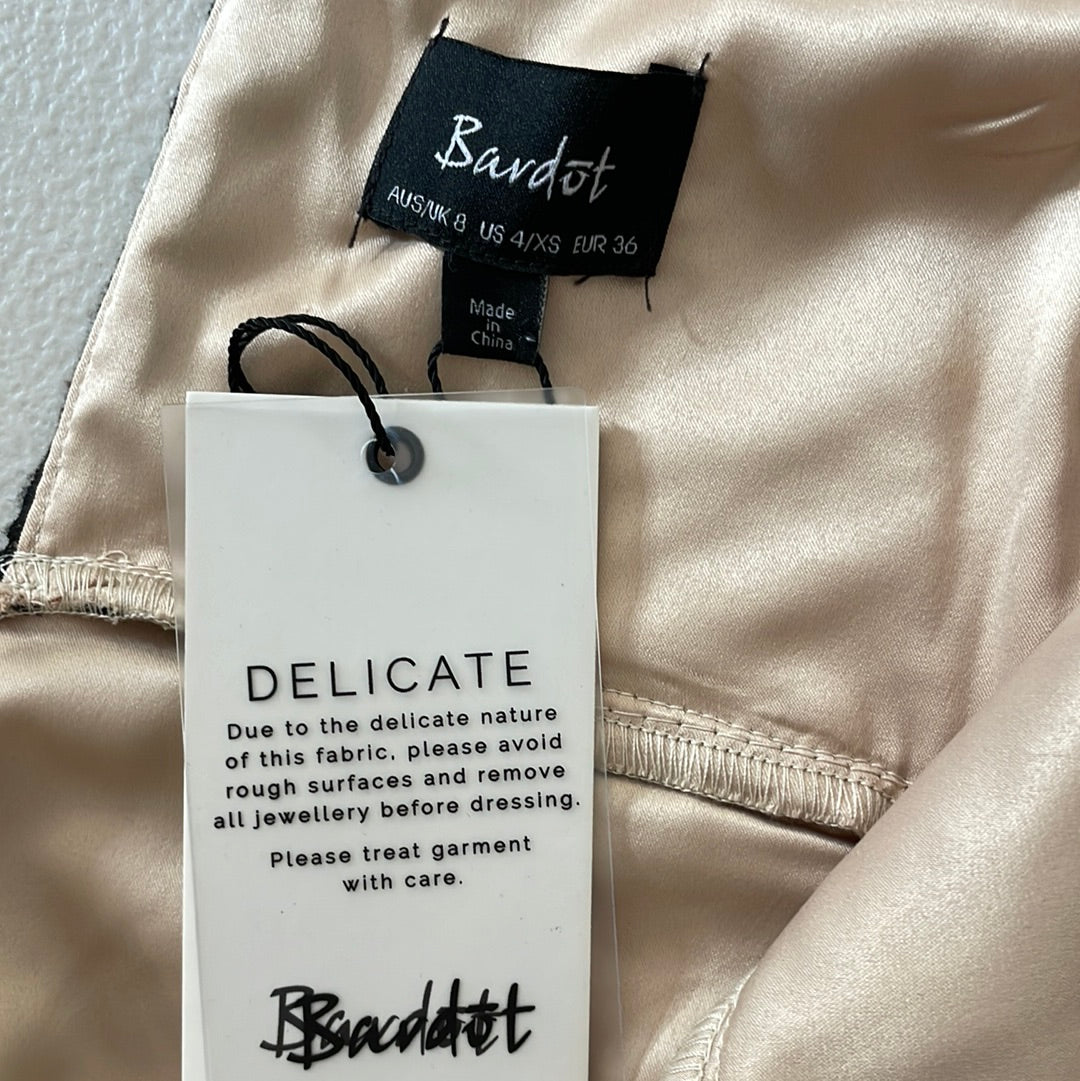 Bardot
AUS/UK 8 US 4/XS EUR 36
Made
in
China
DELICATE
Due to the delicate nature
of this fabric, please avoid
rough surfaces and remove
all jewellery before dressing.
Please treat garment
with care.
Bardot